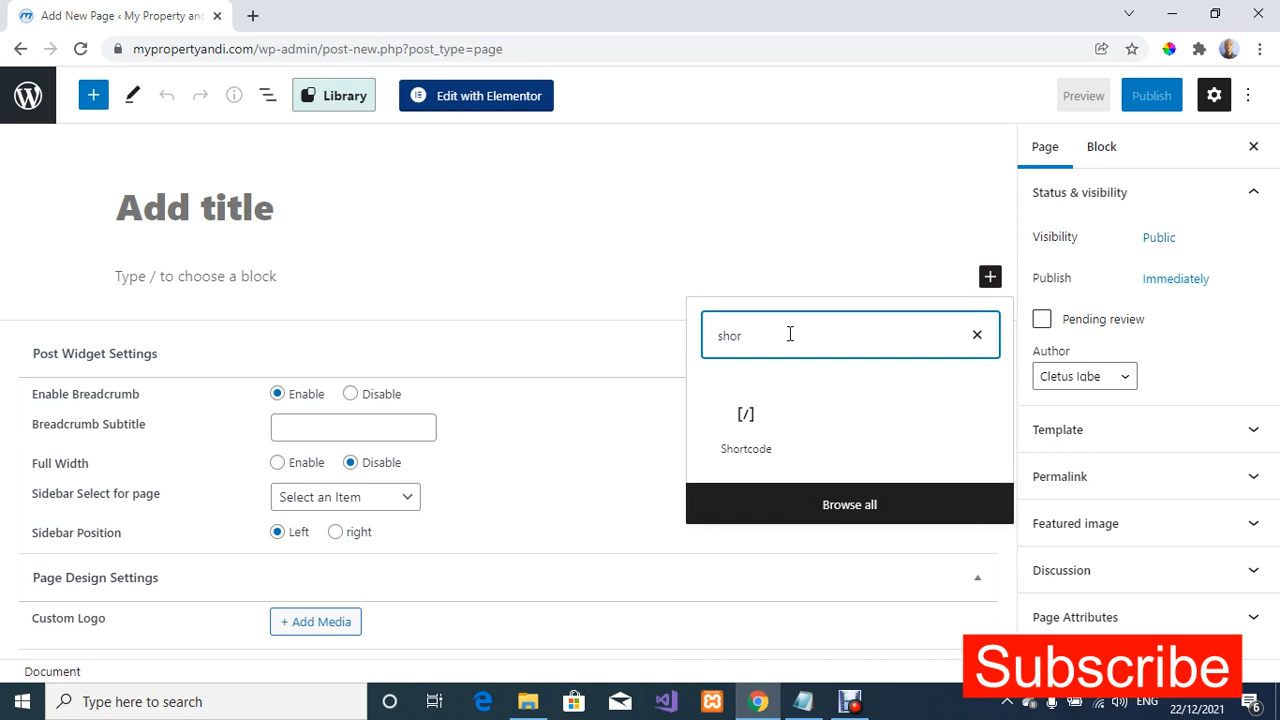 Add New Page ‹ My Property and
mypropertyandi.com/wp-admin/post-new.php?post_type=page
Library
Edit with Elementor
Preview
Publish
Add title
Type / to choose a block
shor
[/]
Shortcode
Browse all
Post Widget Settings
Enable Breadcrumb
Enable
Disable
Breadcrumb Subtitle
Full Width
Enable
Disable
Sidebar Select for page
Select an Item
Sidebar Position
Left
right
Page Design Settings
Custom Logo
+ Add Media
Document
Page
Block
Status & visibility
Visibility
Public
Publish
Immediately
Pending review
Author
Cletus Igbe
Template
Permalink
Featured image
Discussion
Page Attributes
Subscribe
Type here to search
ENG
22/12/2021
6